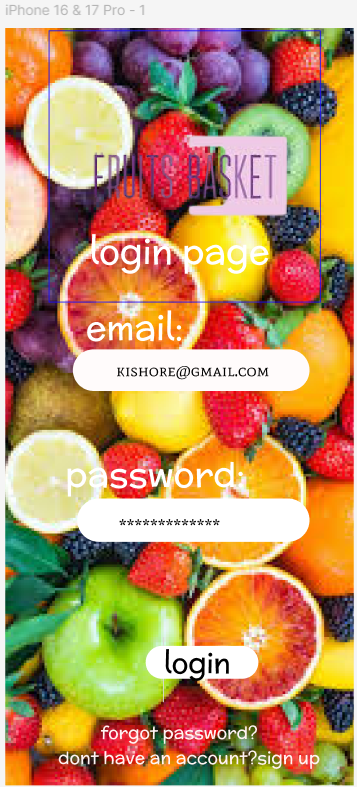 iPhone 16 & 17 Pro - 1
FRUITS BASKET
login page
email:
KISHORE@GMAIL.COM
password:
*************
login
forgot password?
dont have an account?sign up